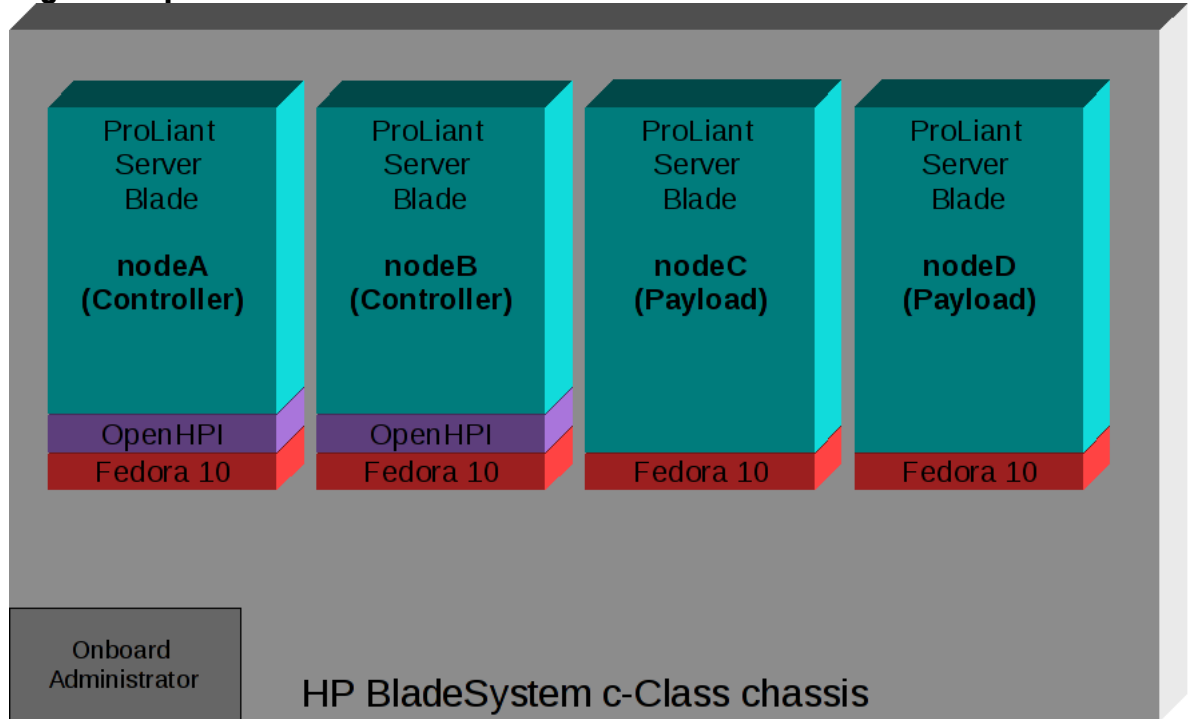 ProLiant
Server
Blade
nodeA
(Controller)
OpenHPI
Fedora 10
ProLiant
Server
Blade
nodeB
(Controller)
OpenHPI
Fedora 10
ProLiant
Server
Blade
nodeC
(Payload)
Fedora 10
ProLiant
Server
Blade
nodeD
(Payload)
Fedora 10
Onboard
Administrator
HP BladeSystem c-Class chassis